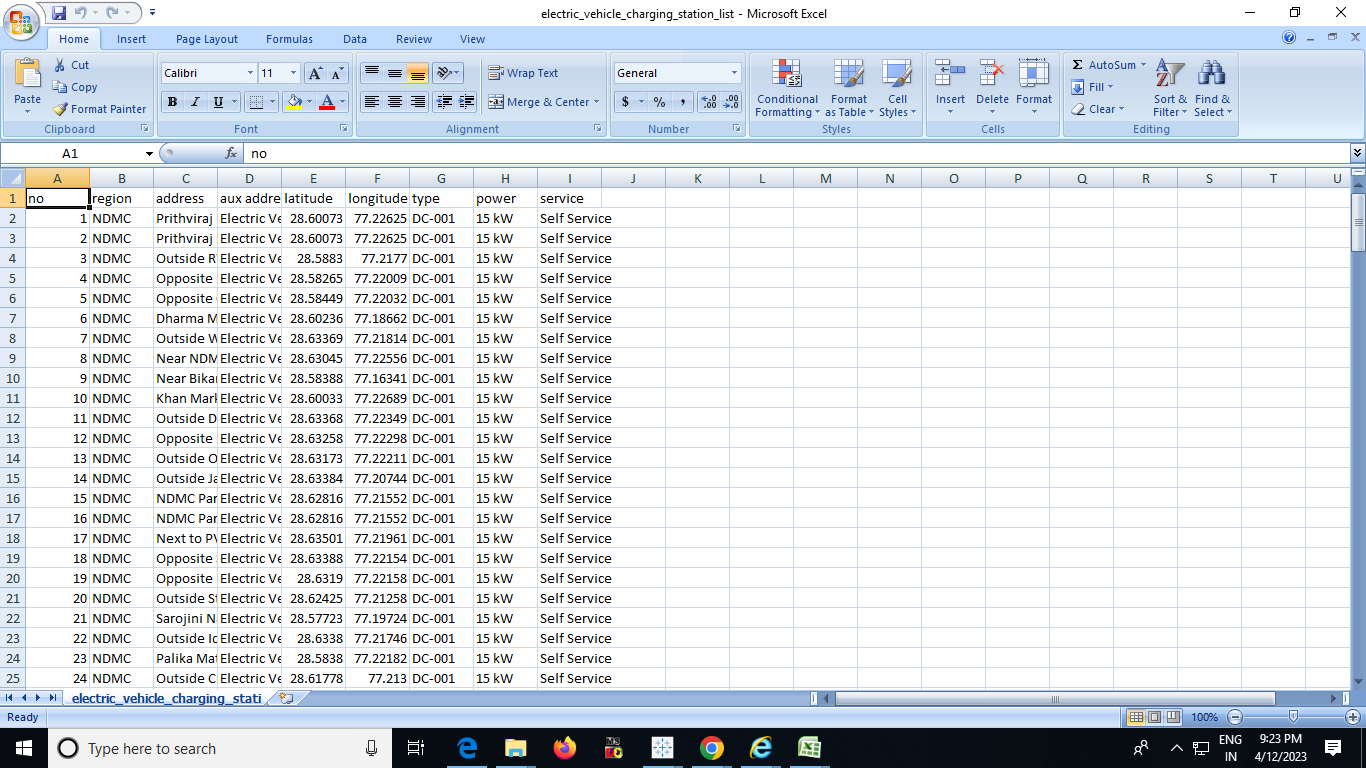 electric_vehicle_charging_station_list - Microsoft Excel
Home Insert Page Layout Formulas Data Review View
Paste Cut Copy Format Painter
Calibri 11 A A
B I U A
Wrap Text
Merge & Center
General
$ % ,
Conditional Formatting Format as Table Cell Styles
Insert Delete Format
Σ AutoSum Fill Clear
Sort & Filter Find & Select
Clipboard Font Alignment Number Styles Cells Editing
A1 fx no
A B C D E F G H I J K L M N O P Q R S T U
1 no region address aux addre latitude longitude type power service
2 1 NDMC Prithviraj Electric Ve 28.60073 77.22625 DC-001 15 kW Self Service
3 2 NDMC Prithviraj Electric Ve 28.60073 77.22625 DC-001 15 kW Self Service
4 3 NDMC Outside R Electric Ve 28.5883 77.2177 DC-001 15 kW Self Service
5 4 NDMC Opposite Electric Ve 28.58265 77.22009 DC-001 15 kW Self Service
6 5 NDMC Opposite Electric Ve 28.58449 77.22032 DC-001 15 kW Self Service
7 6 NDMC Dharma M Electric Ve 28.60236 77.18662 DC-001 15 kW Self Service
8 7 NDMC Outside W Electric Ve 28.63369 77.21814 DC-001 15 kW Self Service
9 8 NDMC Near NDM Electric Ve 28.63045 77.22556 DC-001 15 kW Self Service
10 9 NDMC Near Bika Electric Ve 28.58388 77.16341 DC-001 15 kW Self Service
11 10 NDMC Khan Mark Electric Ve 28.60033 77.22689 DC-001 15 kW Self Service
12 11 NDMC Outside D Electric Ve 28.63368 77.22349 DC-001 15 kW Self Service
13 12 NDMC Opposite Electric Ve 28.63258 77.22298 DC-001 15 kW Self Service
14 13 NDMC Outside O Electric Ve 28.63173 77.22211 DC-001 15 kW Self Service
15 14 NDMC Outside Ja Electric Ve 28.63384 77.20744 DC-001 15 kW Self Service
16 15 NDMC NDMC Par Electric Ve 28.62816 77.21552 DC-001 15 kW Self Service
17 16 NDMC NDMC Par Electric Ve 28.62816 77.21552 DC-001 15 kW Self Service
18 17 NDMC Next to PV Electric Ve 28.63501 77.21961 DC-001 15 kW Self Service
19 18 NDMC Opposite Electric Ve 28.63388 77.22154 DC-001 15 kW Self Service
20 19 NDMC Opposite Electric Ve 28.6319 77.22158 DC-001 15 kW Self Service
21 20 NDMC Outside St Electric Ve 28.62425 77.21258 DC-001 15 kW Self Service
22 21 NDMC Sarojini N Electric Ve 28.57723 77.19724 DC-001 15 kW Self Service
23 22 NDMC Outside Ic Electric Ve 28.6338 77.21746 DC-001 15 kW Self Service
24 23 NDMC Palika Mat Electric Ve 28.5838 77.22182 DC-001 15 kW Self Service
25 24 NDMC Outside C Electric Ve 28.61778 77.213 DC-001 15 kW Self Service
electric_vehicle_charging_stati
Ready 100%
Type here to search
ENG 9:23 PM
IN 4/12/2023